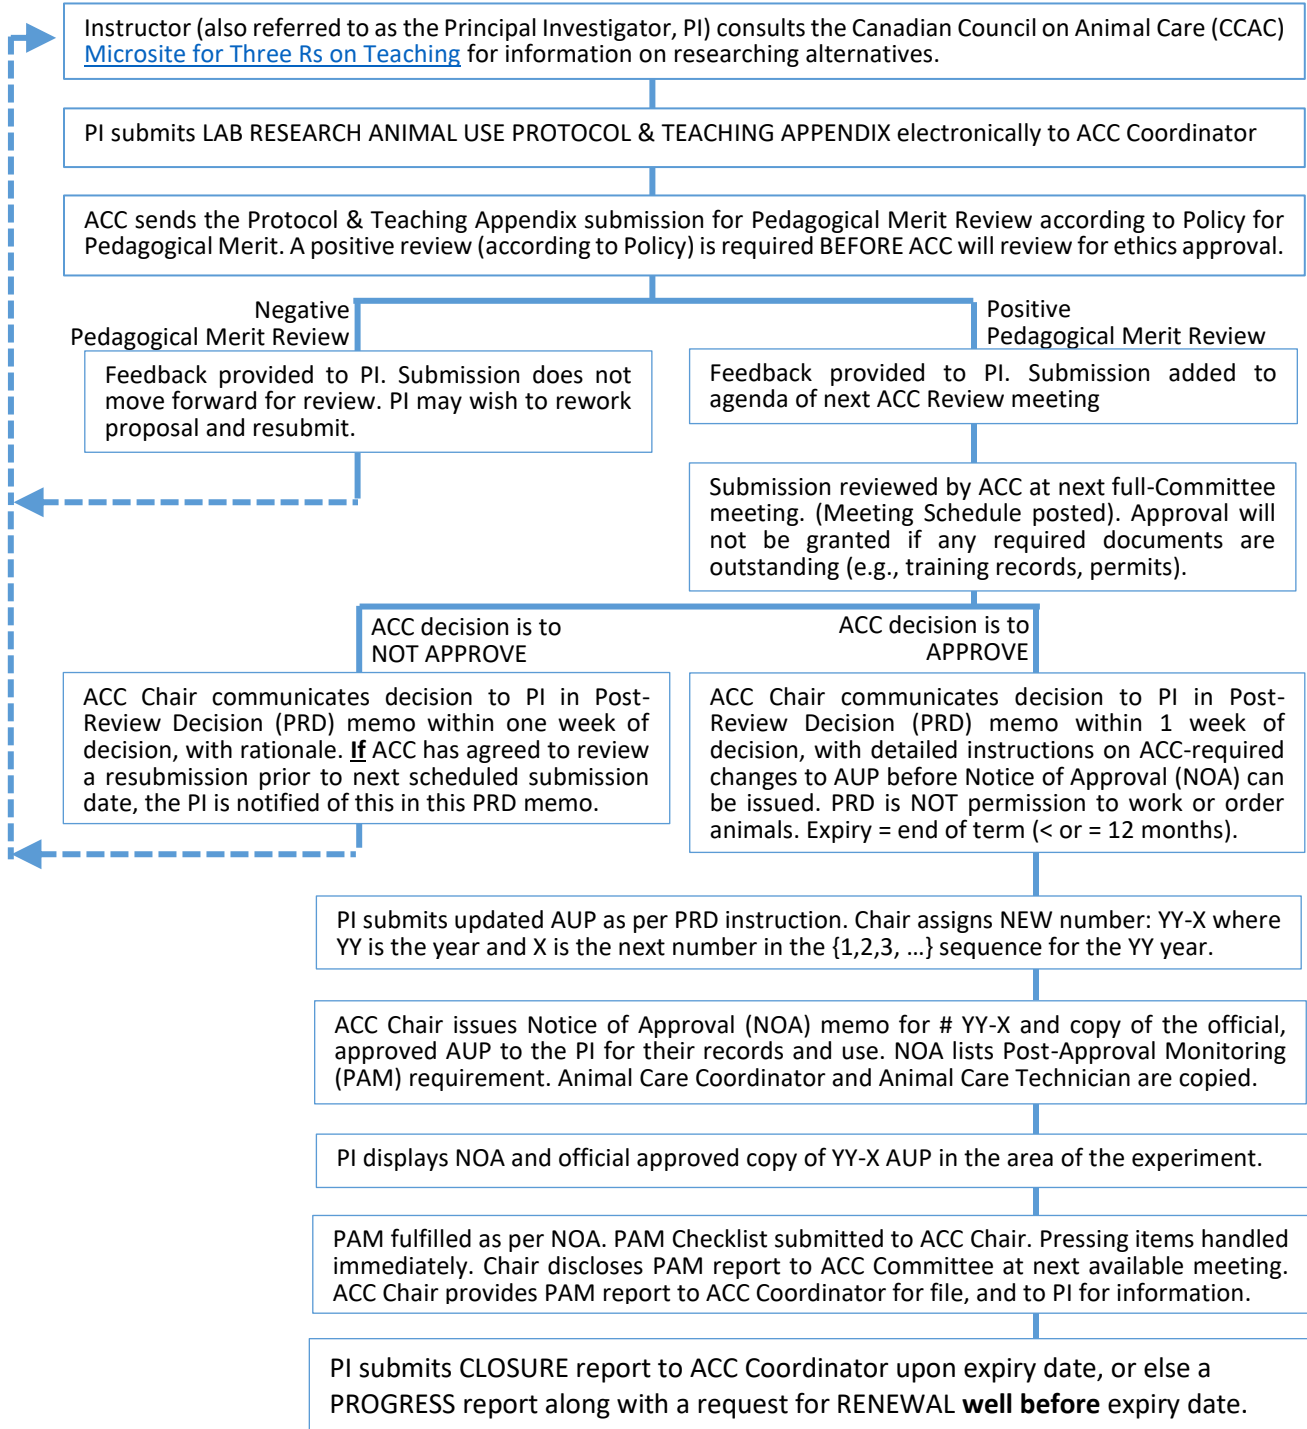 Instructor (also referred to as the Principal Investigator, PI) consults the Canadian Council on Animal Care (CCAC)
Microsite for Three Rs on Teaching for information on researching alternatives.
PI submits LAB RESEARCH ANIMAL USE PROTOCOL & TEACHING APPENDIX electronically to ACC Coordinator
ACC sends the Protocol & Teaching Appendix submission for Pedagogical Merit Review according to Policy for
Pedagogical Merit. A positive review (according to Policy) is required BEFORE ACC will review for ethics approval.
Negative
Pedagogical Merit Review
Positive
Pedagogical Merit Review
Feedback provided to PI. Submission does not
move forward for review. PI may wish to rework
proposal and resubmit.
Feedback provided to PI. Submission added to
agenda of next ACC Review meeting
Submission reviewed by ACC at next full-Committee
meeting. (Meeting Schedule posted). Approval will
not be granted if any required documents are
outstanding (e.g., training records, permits).
ACC decision is to
NOT APPROVE
ACC decision is to
APPROVE
ACC Chair communicates decision to PI in Post-
Review Decision (PRD) memo within one week of
decision, with rationale. If ACC has agreed to review
a resubmission prior to next scheduled submission
date, the PI is notified of this in this PRD memo.
ACC Chair communicates decision to PI in Post-
Review Decision (PRD) memo within 1 week of
decision, with detailed instructions on ACC-required
changes to AUP before Notice of Approval (NOA) can
be issued. PRD is NOT permission to work or order
animals. Expiry = end of term (< or = 12 months).
PI submits updated AUP as per PRD instruction. Chair assigns NEW number: YY-X where
YY is the year and X is the next number in the {1,2,3, …} sequence for the YY year.
ACC Chair issues Notice of Approval (NOA) memo for # YY-X and copy of the official,
approved AUP to the PI for their records and use. NOA lists Post-Approval Monitoring
(PAM) requirement. Animal Care Coordinator and Animal Care Technician are copied.
PI displays NOA and official approved copy of YY-X AUP in the area of the experiment.
PAM fulfilled as per NOA. PAM Checklist submitted to ACC Chair. Pressing items handled
immediately. Chair discloses PAM report to ACC Committee at next available meeting.
ACC Chair provides PAM report to ACC Coordinator for file, and to PI for information.
PI submits CLOSURE report to ACC Coordinator upon expiry date, or else a
PROGRESS report along with a request for RENEWAL well before expiry date.